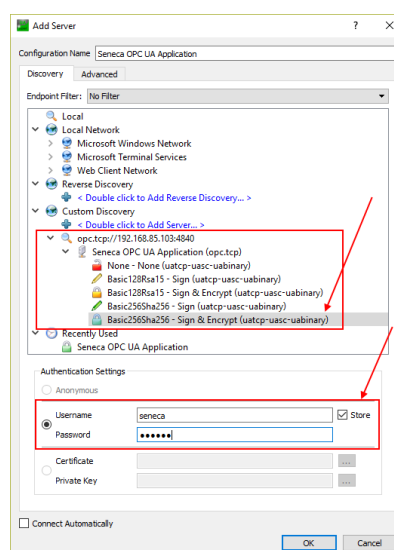 Add Server ? ×
Configuration Name Seneca OPC UA Application
Discovery Advanced
Endpoint Filter: No Filter
Local
Local Network
Microsoft Windows Network
Microsoft Terminal Services
Web Client Network
Reverse Discovery
< Double click to Add Reverse Discovery... >
Custom Discovery
< Double click to Add Server... >
opc.tcp://192.168.85.103:4840
Seneca OPC UA Application (opc.tcp)
None - None (uatcp-uasc-uabinary)
Basic128Rsa15 - Sign (uatcp-uasc-uabinary)
Basic128Rsa15 - Sign & Encrypt (uatcp-uasc-uabinary)
Basic256Sha256 - Sign (uatcp-uasc-uabinary)
Basic256Sha256 - Sign & Encrypt (uatcp-uasc-uabinary)
Recently Used
Seneca OPC UA Application
Authentication Settings
Anonymous
Username seneca Store
Password ●●●●●●
Certificate ...
Private Key ...
Connect Automatically
OK Cancel